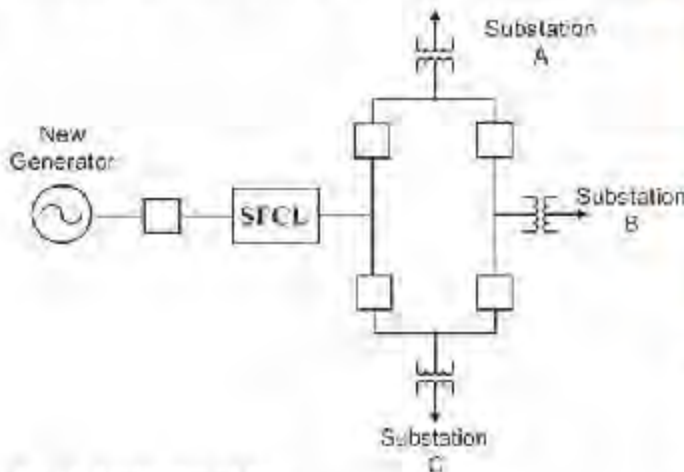 Substation
A
New
Generator
SFCL
Substation
B
Substation
C